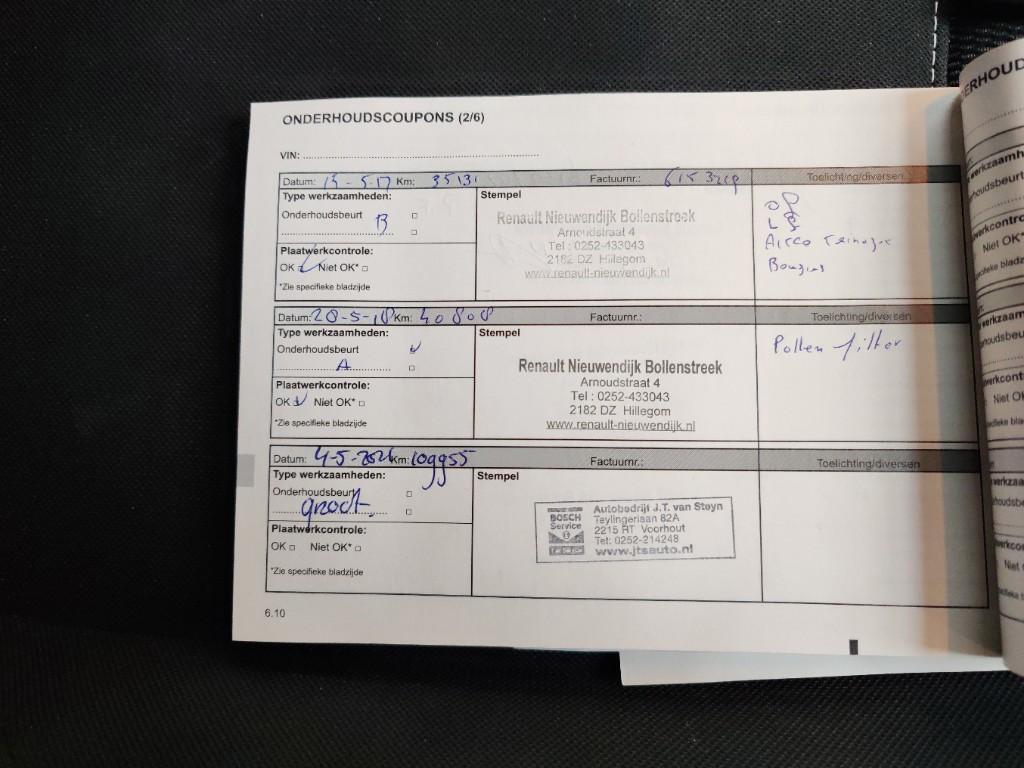 ONDERHOUDSCOUPONS (2/6)
VIN:
Datum: 15-5-17 Km: 35131 Factuurnr.: Toelichting/diversen
Type werkzaamheden:
Onderhoudsbeurt
B
Plaatwerkcontrole:
OK Niet OK*
*Zie specifieke bladzijde
Stempel
Renault Nieuwendijk Bollenstreek
Arnoudstraat 4
Tel : 0252-433043
2182 DZ Hillegom
www.renault-nieuwendijk.nl
Airco
Bougies
Datum: 28-5-18 Km: 40808 Factuurnr.: Toelichting/diversen
Type werkzaamheden:
Onderhoudsbeurt
A
Plaatwerkcontrole:
OK Niet OK*
*Zie specifieke bladzijde
Stempel
Renault Nieuwendijk Bollenstreek
Arnoudstraat 4
Tel : 0252-433043
2182 DZ Hillegom
www.renault-nieuwendijk.nl
Pollen filter
Datum: Km: 109955 Factuurnr.: Toelichting/diversen
Type werkzaamheden:
Onderhoudsbeurt
groot.
Plaatwerkcontrole:
OK Niet OK*
*Zie specifieke bladzijde
Stempel
BOSCH
Service
Autobedrijf J.T. van Steyn
Teylingerlaan 82A
2215 RT Voorhout
Tel: 0252-214248
www.jtsauto.nl
6.10